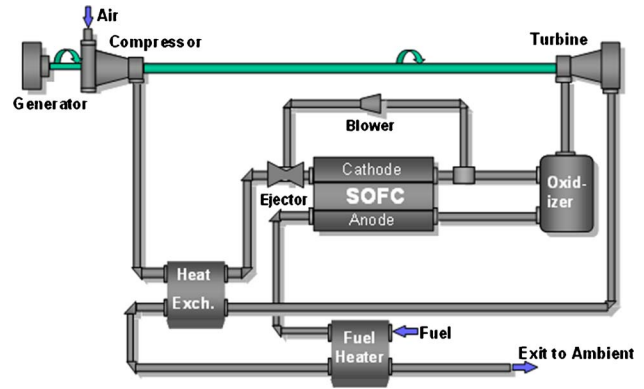 Air
Compressor
Turbine
Generator
Blower
Cathode
Ejector
SOFC
Oxid-
izer
Anode
Heat
Exch.
Fuel
Fuel
Heater
Exit to Ambient